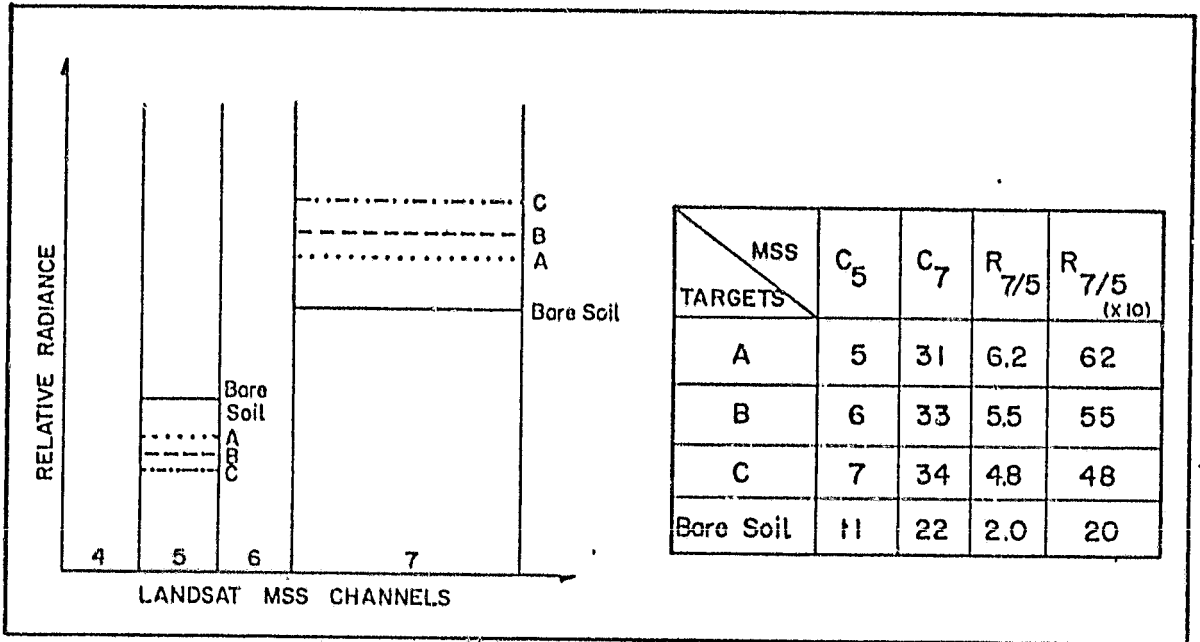 RELATIVE RADIANCE
C
B
A
Bare Soil
Bare
Soil
A
B
C
4 5 6 7
LANDSAT MSS CHANNELS
MSS
TARGETS
C5 C7 R7/5 R7/5
(X 10)
A 5 31 6.2 62
B 6 33 5.5 55
C 7 34 4.8 48
Bare Soil 11 22 2.0 20